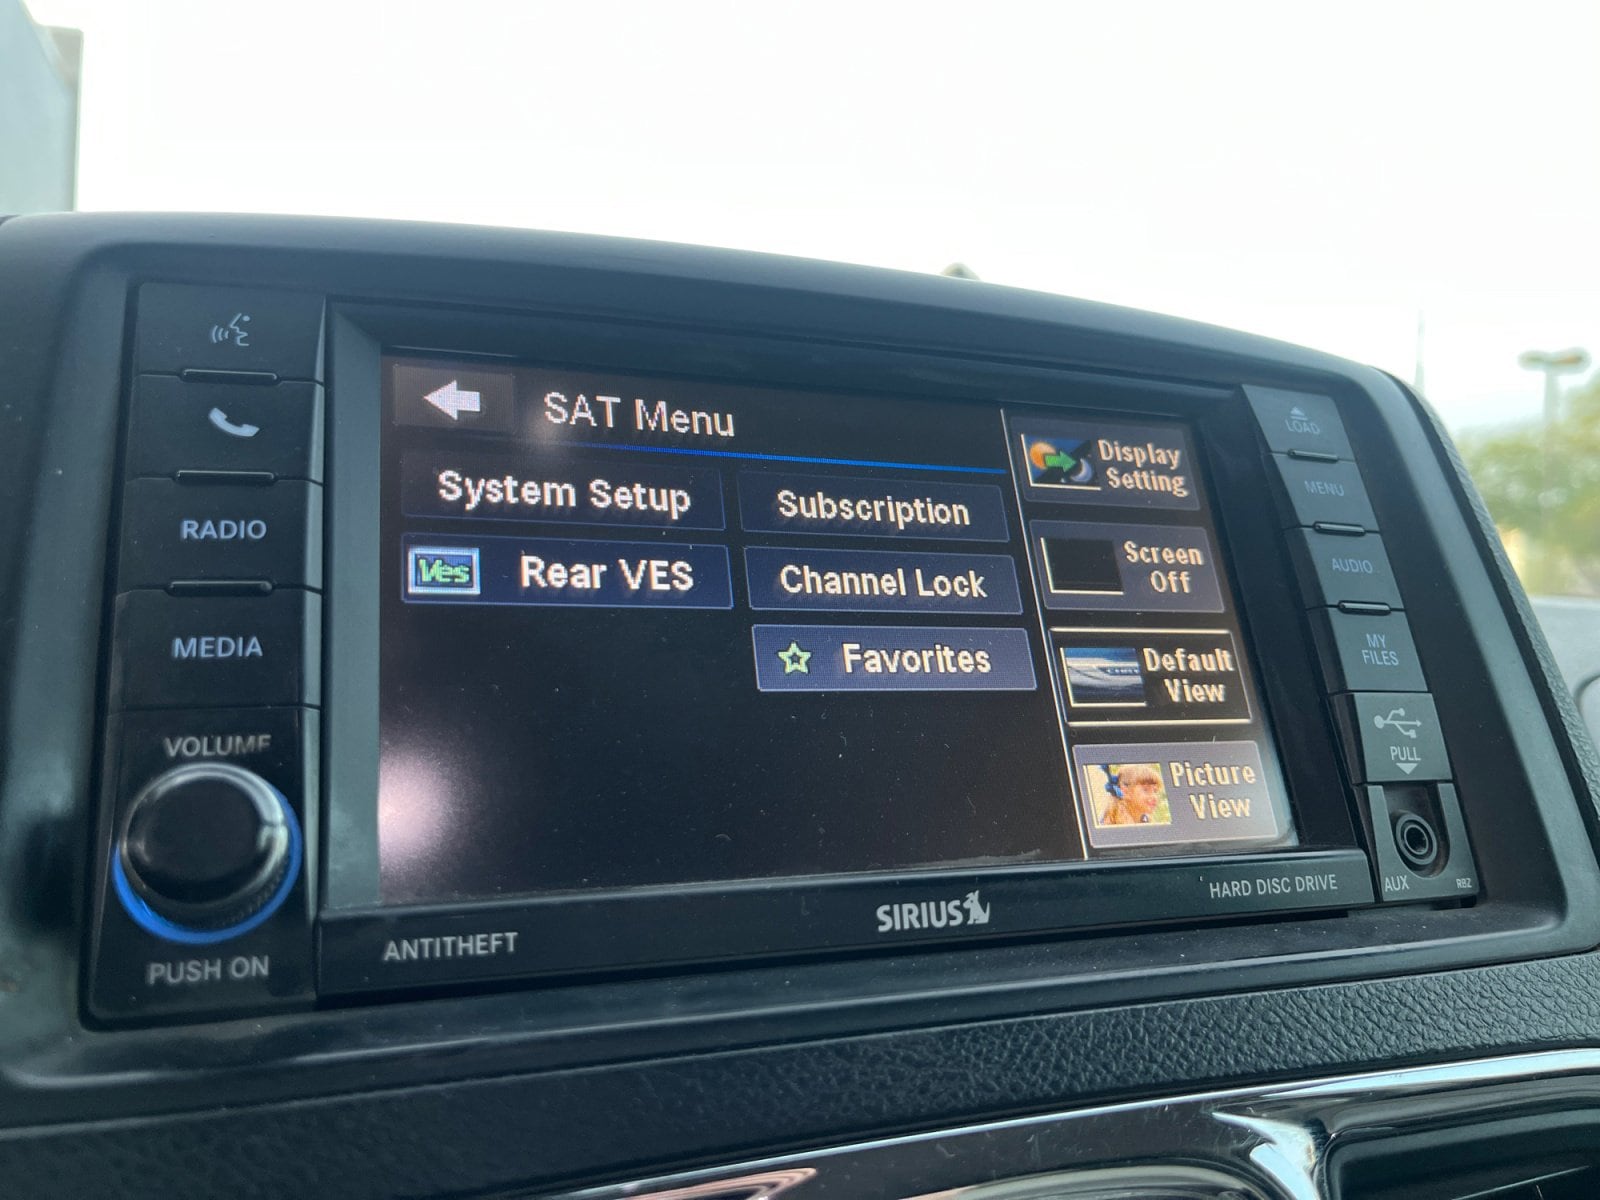 SAT Menu
System Setup
Subscription
Ves
Rear VES
Channel Lock
Favorites
Display
Setting
Screen
Off
Default
View
Picture
View
RADIO
MEDIA
VOLUME
PUSH ON
LOAD
MENU
AUDIO
MY
FILES
PULL
AUX
RBZ
ANTITHEFT
SIRIUS
HARD DISC DRIVE